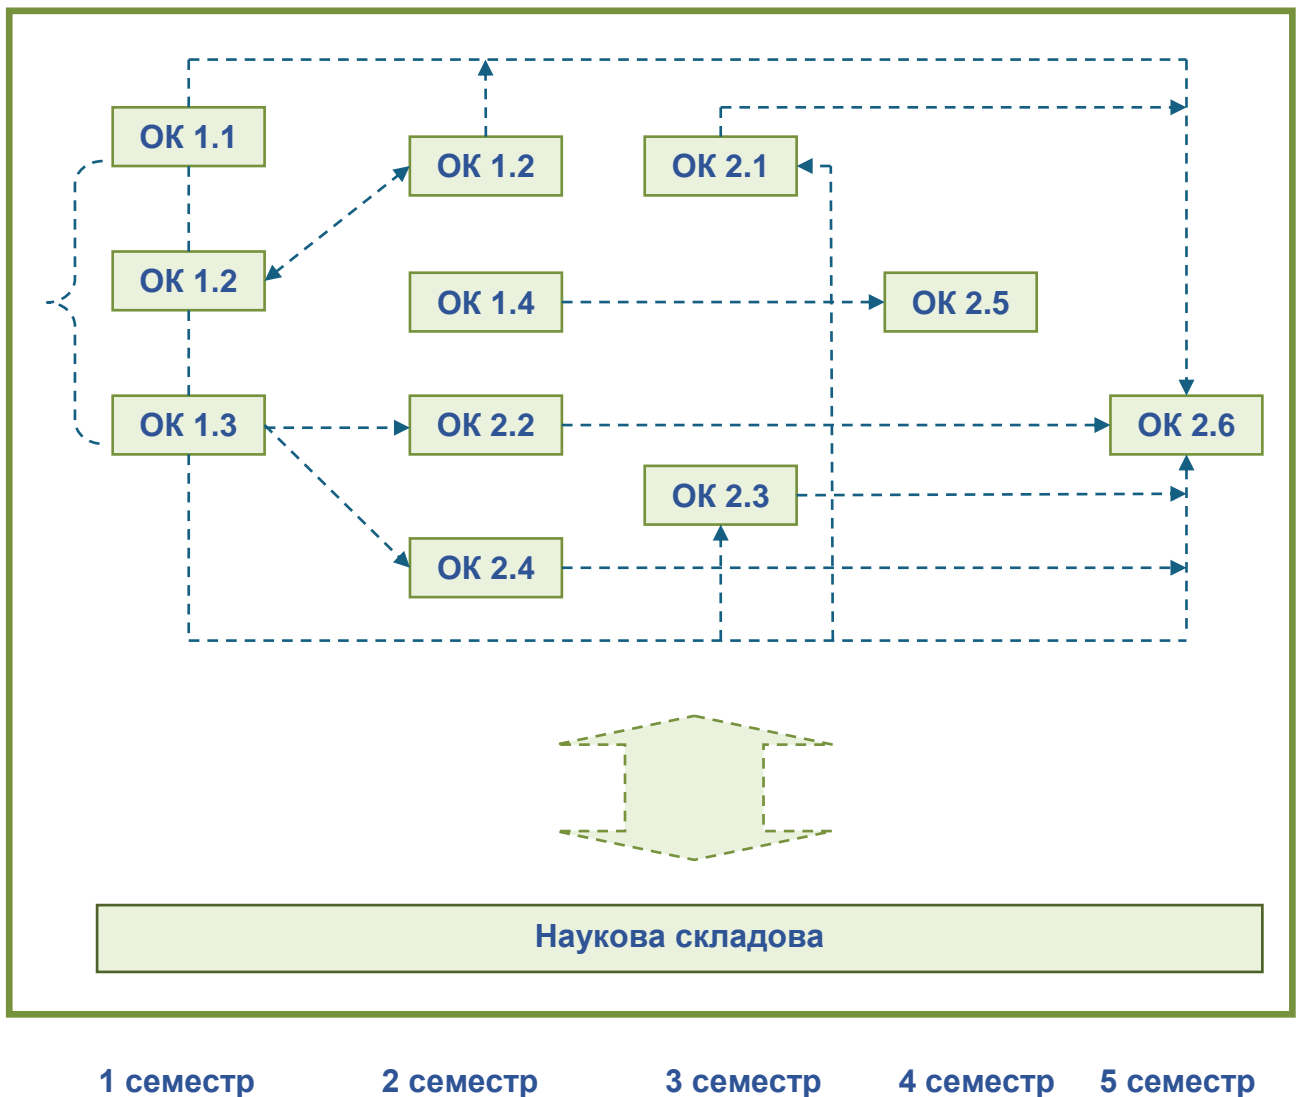 ОК 1.1
ОК 1.2
ОК 2.1
ОК 1.2
ОК 1.4
ОК 2.5
ОК 1.3
ОК 2.2
ОК 2.6
ОК 2.3
ОК 2.4
Наукова складова
1 семестр 2 семестр 3 семестр 4 семестр 5 семестр